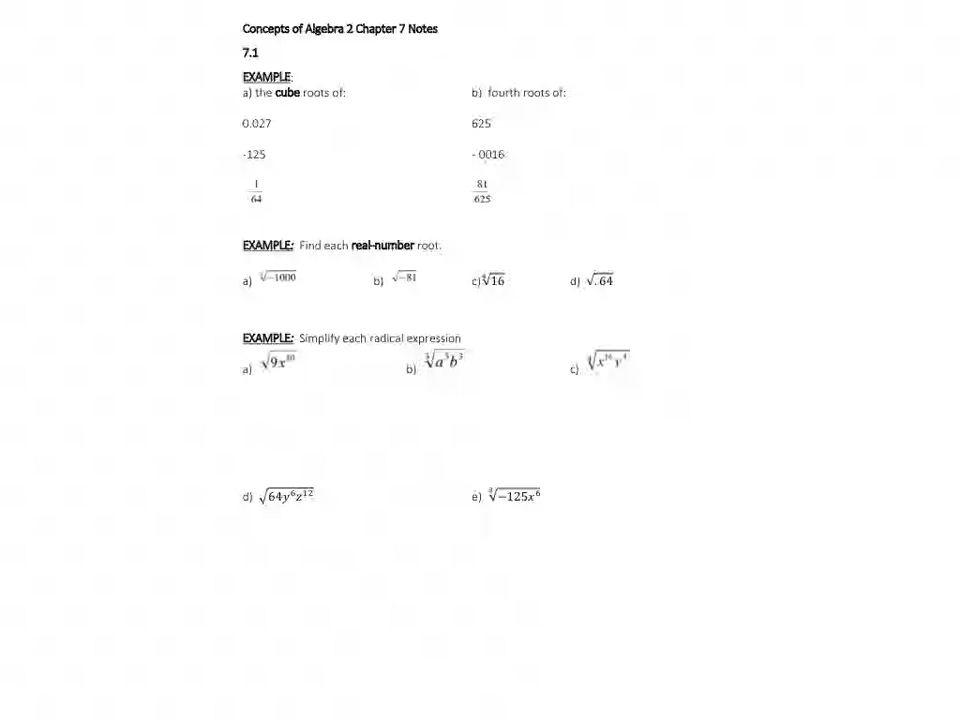 Concepts of Algebra 2 Chapter 7 Notes
7.1
EXAMPLE:
a) the cube roots of: b) fourth roots of:
0.027 625
-125 - 0016
1/64 81/625
EXAMPLE: Find each real-number root.
a) ∛-1000 b) √-81 c) ∜16 d) √.64
EXAMPLE: Simplify each radical expression
a) √9x¹⁰ b) ∛a³b³ c) ∜x¹⁶y⁴
d) √64y⁶z¹² e) ∛-125x⁶